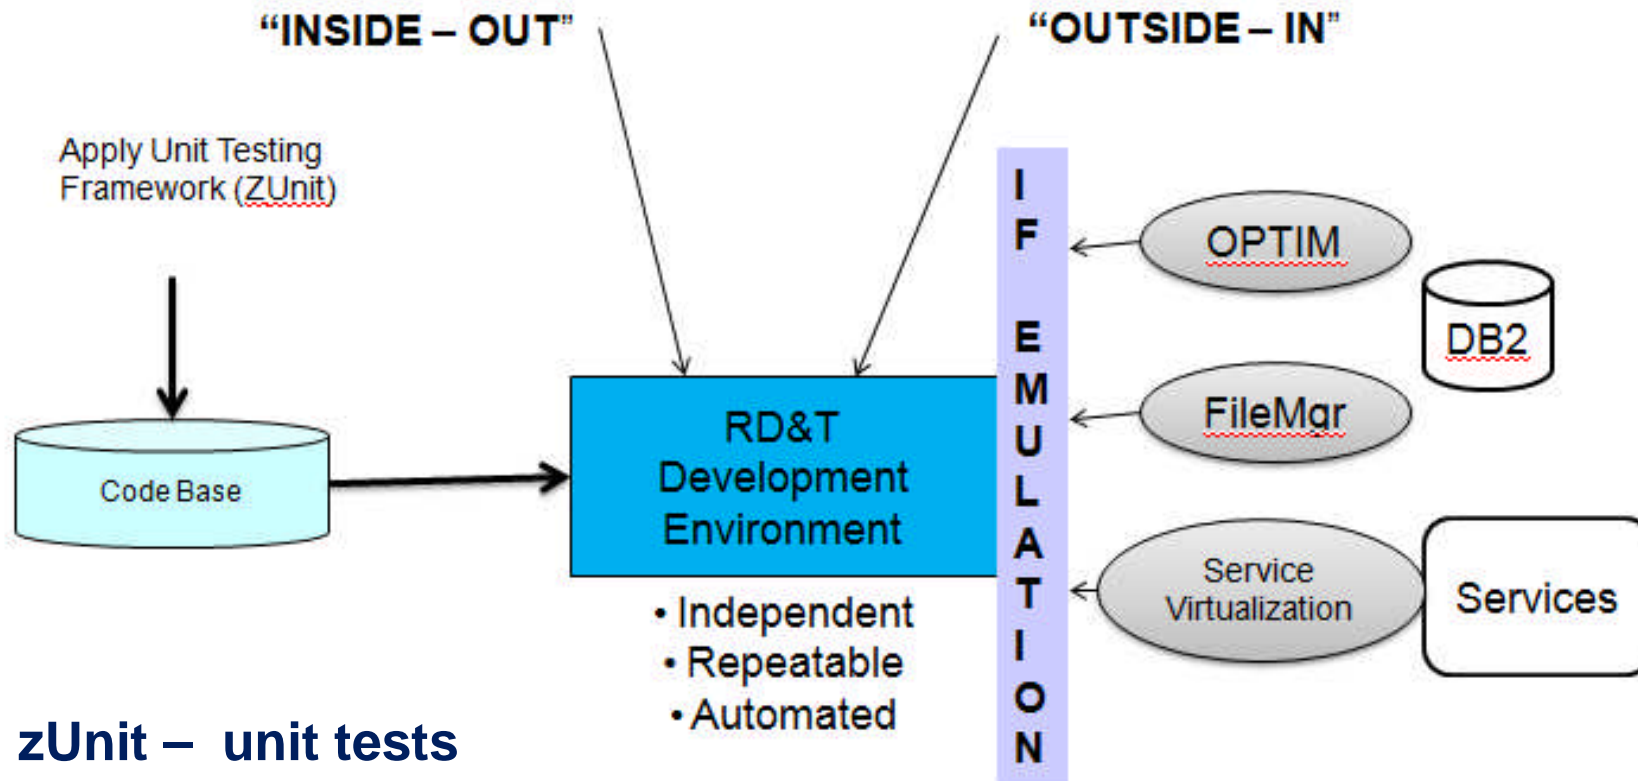 “INSIDE – OUT”
“OUTSIDE – IN”
Apply Unit Testing
Framework (ZUnit)
Code Base
RD&T
Development
Environment
• Independent
• Repeatable
• Automated
IF EMULATION
OPTIM
DB2
FileMgr
Service
Virtualization
Services
zUnit – unit tests